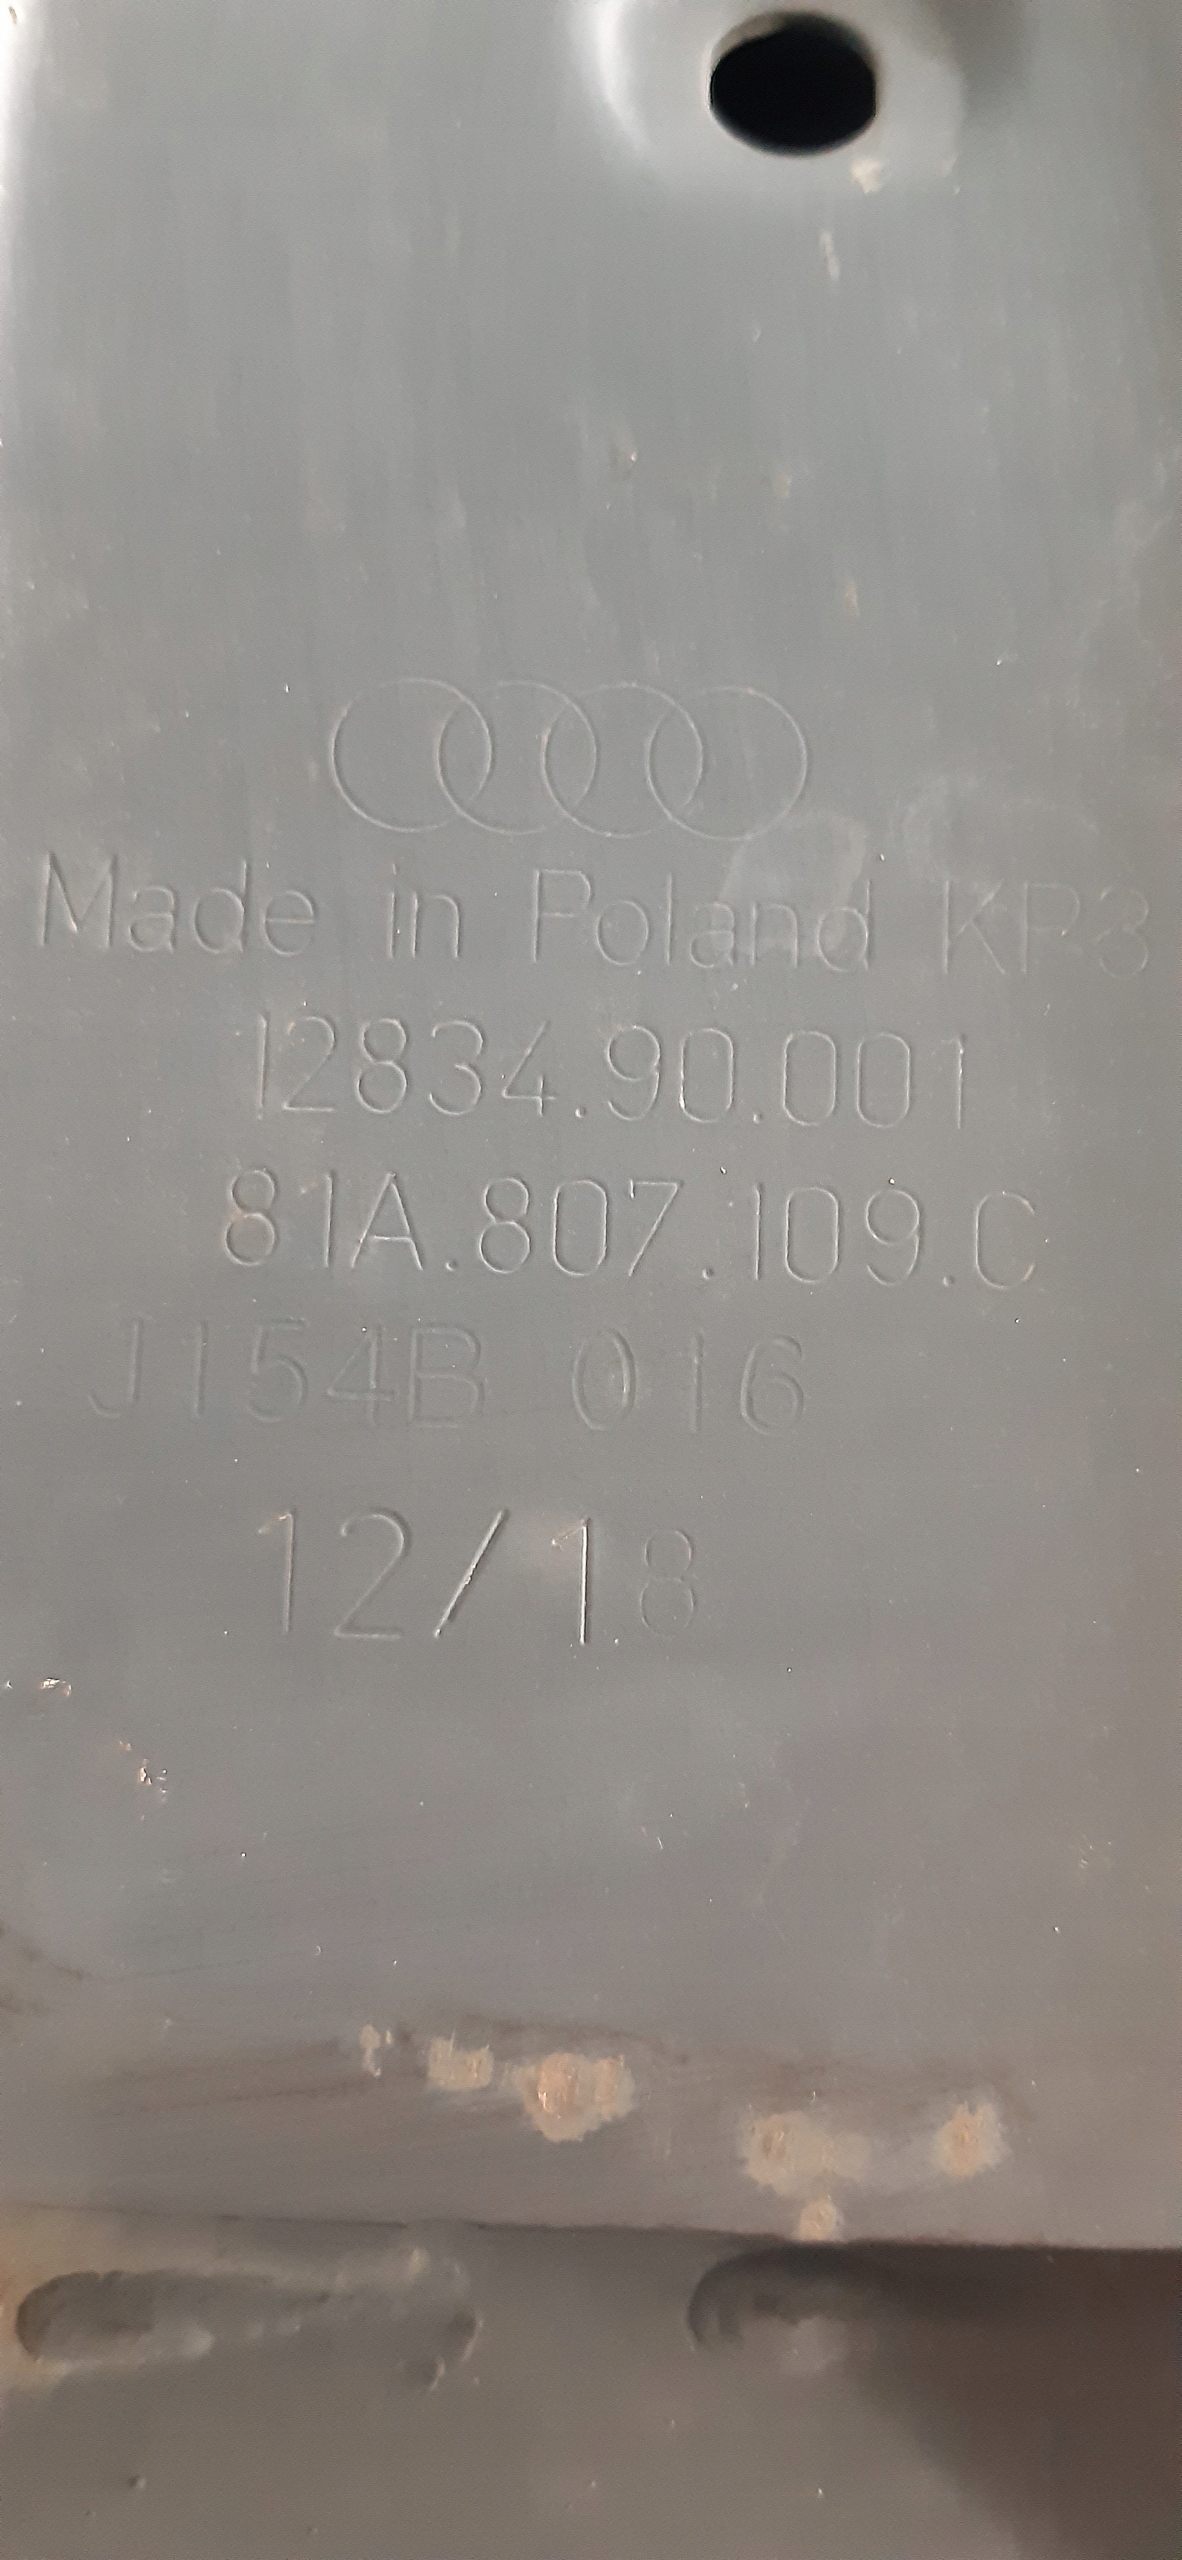 Made in Poland KP3
12834.90.001
81A.807.109.C
J154B 016
12/18